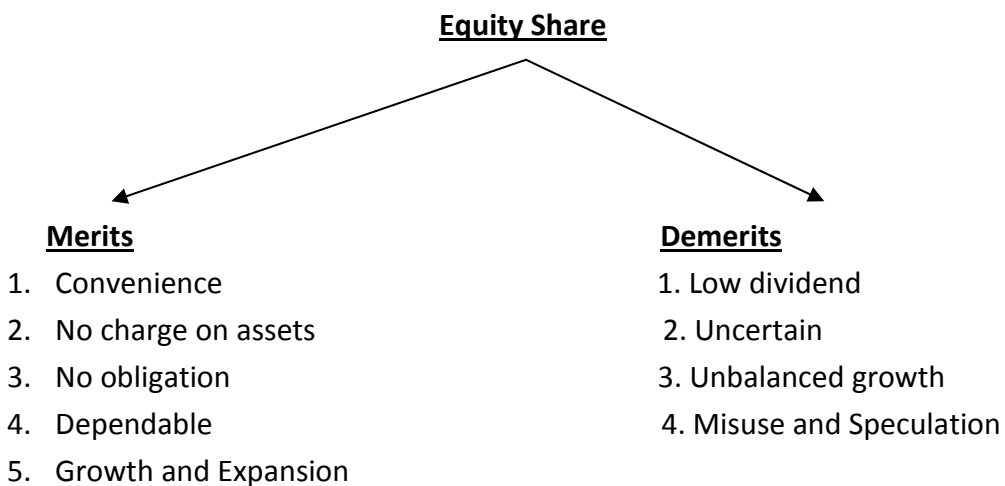 Equity Share
Merits
1. Convenience
2. No charge on assets
3. No obligation
4. Dependable
5. Growth and Expansion
Demerits
1. Low dividend
2. Uncertain
3. Unbalanced growth
4. Misuse and Speculation